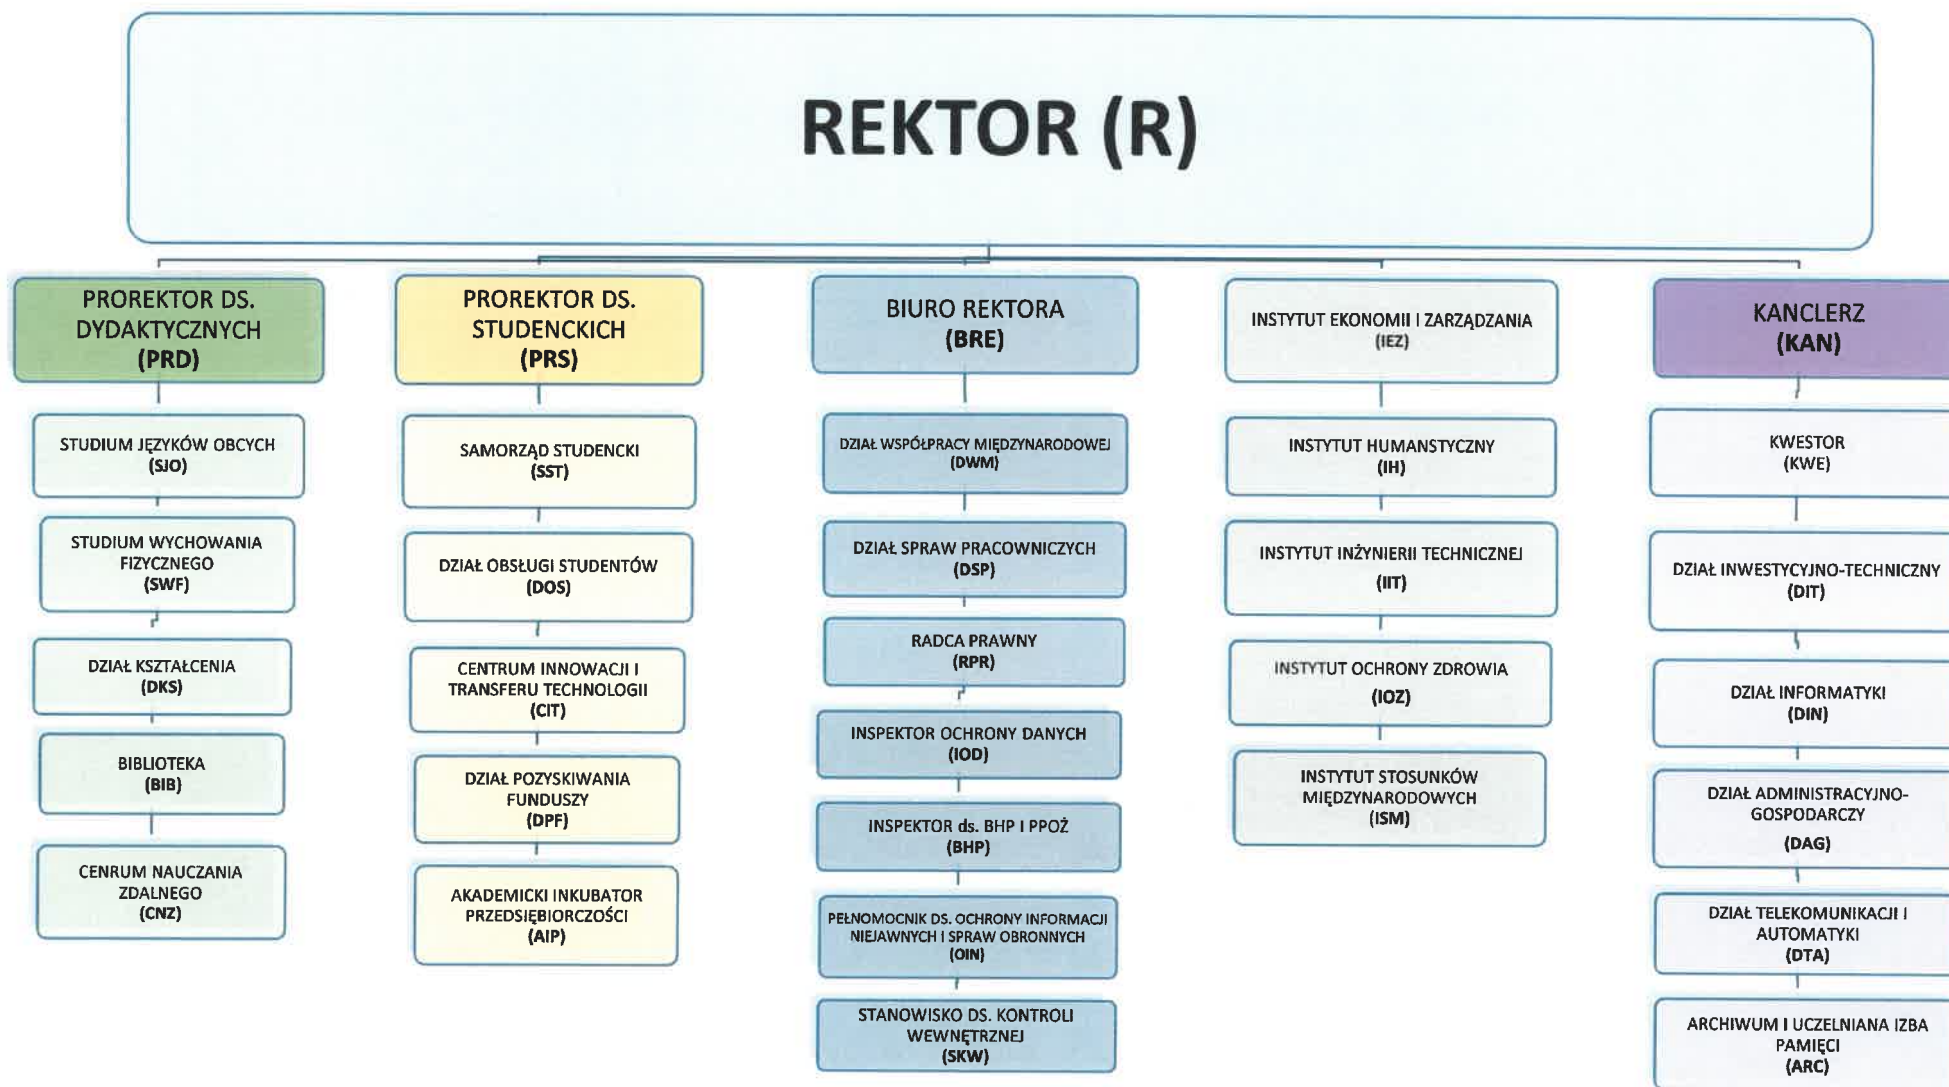 REKTOR (R)
PROREKTOR DS.
DYDAKTYCZNYCH
(PRD)
STUDIUM JĘZYKÓW OBCYCH
(SJO)
STUDIUM WYCHOWANIA
FIZYCZNEGO
(SWF)
DZIAŁ KSZTAŁCENIA
(DKS)
BIBLIOTEKA
(BIB)
CENRUM NAUCZANIA
ZDALNEGO
(CNZ)
PROREKTOR DS.
STUDENCKICH
(PRS)
SAMORZĄD STUDENCKI
(SST)
DZIAŁ OBSŁUGI STUDENTÓW
(DOS)
CENTRUM INNOWACJI I
TRANSFERU TECHNOLOGII
(CIT)
DZIAŁ POZYSKIWANIA
FUNDUSZY
(DPF)
AKADEMICKI INKUBATOR
PRZEDSIĘBIORCZOŚCI
(AIP)
BIURO REKTORA
(BRE)
DZIAŁ WSPÓŁPRACY MIĘDZYNARODOWEJ
(DWM)
DZIAŁ SPRAW PRACOWNICZYCH
(DSP)
RADCA PRAWNY
(RPR)
INSPEKTOR OCHRONY DANYCH
(IOD)
INSPEKTOR ds. BHP I PPOŻ
(BHP)
PEŁNOMOCNIK DS. OCHRONY INFORMACJI
NIEJAWNYCH I SPRAW OBRONNYCH
(OIN)
STANOWISKO DS. KONTROLI
WEWNĘTRZNEJ
(SKW)
INSTYTUT EKONOMII I ZARZĄDZANIA
(IEZ)
INSTYTUT HUMANSTYCZNY
(IH)
INSTYTUT INŻYNIERII TECHNICZNEJ
(IIT)
INSTYTUT OCHRONY ZDROWIA
(IOZ)
INSTYTUT STOSUNKÓW
MIĘDZYNARODOWYCH
(ISM)
KANCLERZ
(KAN)
KWESTOR
(KWE)
DZIAŁ INWESTYCYJNO-TECHNICZNY
(DIT)
DZIAŁ INFORMATYKI
(DIN)
DZIAŁ ADMINISTRACYJNO-
GOSPODARCZY
(DAG)
DZIAŁ TELEKOMUNIKACJI I
AUTOMATYKI
(DTA)
ARCHIWUM I UCZELNIANA IZBA
PAMIĘCI
(ARC)